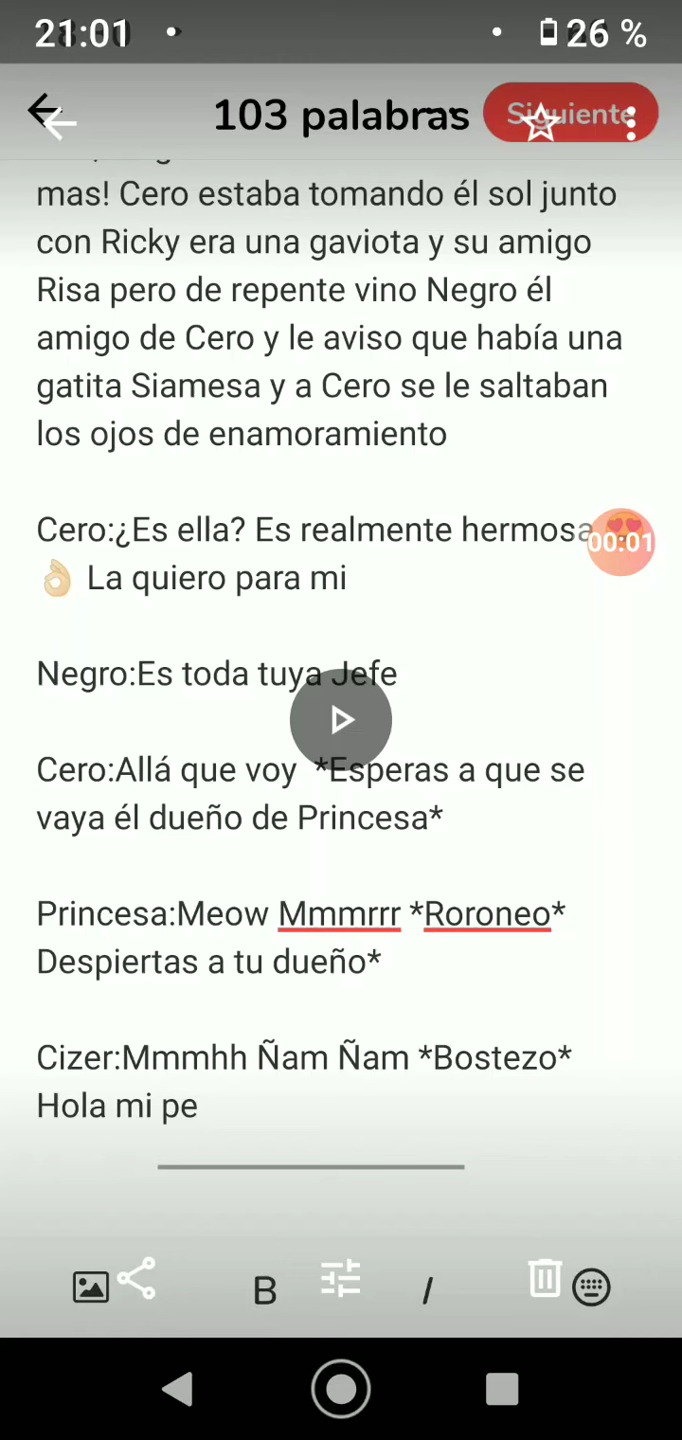 21:01
26 %
103 palabras
Siguiente
mas! Cero estaba tomando él sol junto
con Ricky era una gaviota y su amigo
Risa pero de repente vino Negro él
amigo de Cero y le aviso que había una
gatita Siamesa y a Cero se le saltaban
los ojos de enamoramiento
Cero:¿Es ella? Es realmente hermosa
00:01
👌🏼 La quiero para mi
Negro:Es toda tuya Jefe
Cero:Allá que voy *Esperas a que se
vaya él dueño de Princesa*
Princesa:Meow Mmmrrr *Roroneo*
Despiertas a tu dueño*
Cizer:Mmmhh Ñam Ñam *Bostezo*
Hola mi pe
B
I